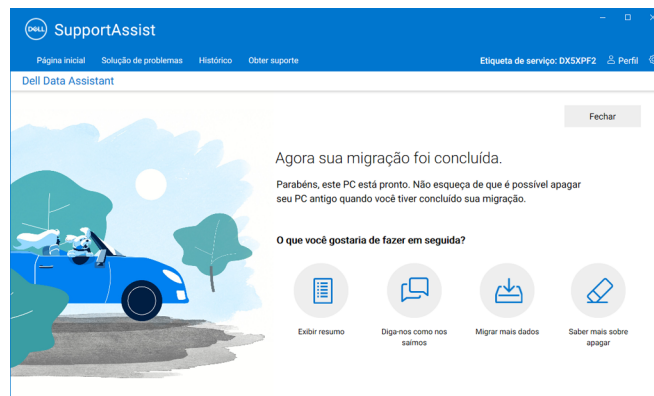 DELL SupportAssist
Página inicial Solução de problemas Histórico Obter suporte Etiqueta de serviço: DX5XPF2 Perfil
Dell Data Assistant
Fechar
Agora sua migração foi concluída.
Parabéns, este PC está pronto. Não esqueça de que é possível apagar
seu PC antigo quando você tiver concluído sua migração.
O que você gostaria de fazer em seguida?
Exibir resumo
Diga-nos como nos
saímos
Migrar mais dados
Saber mais sobre
apagar